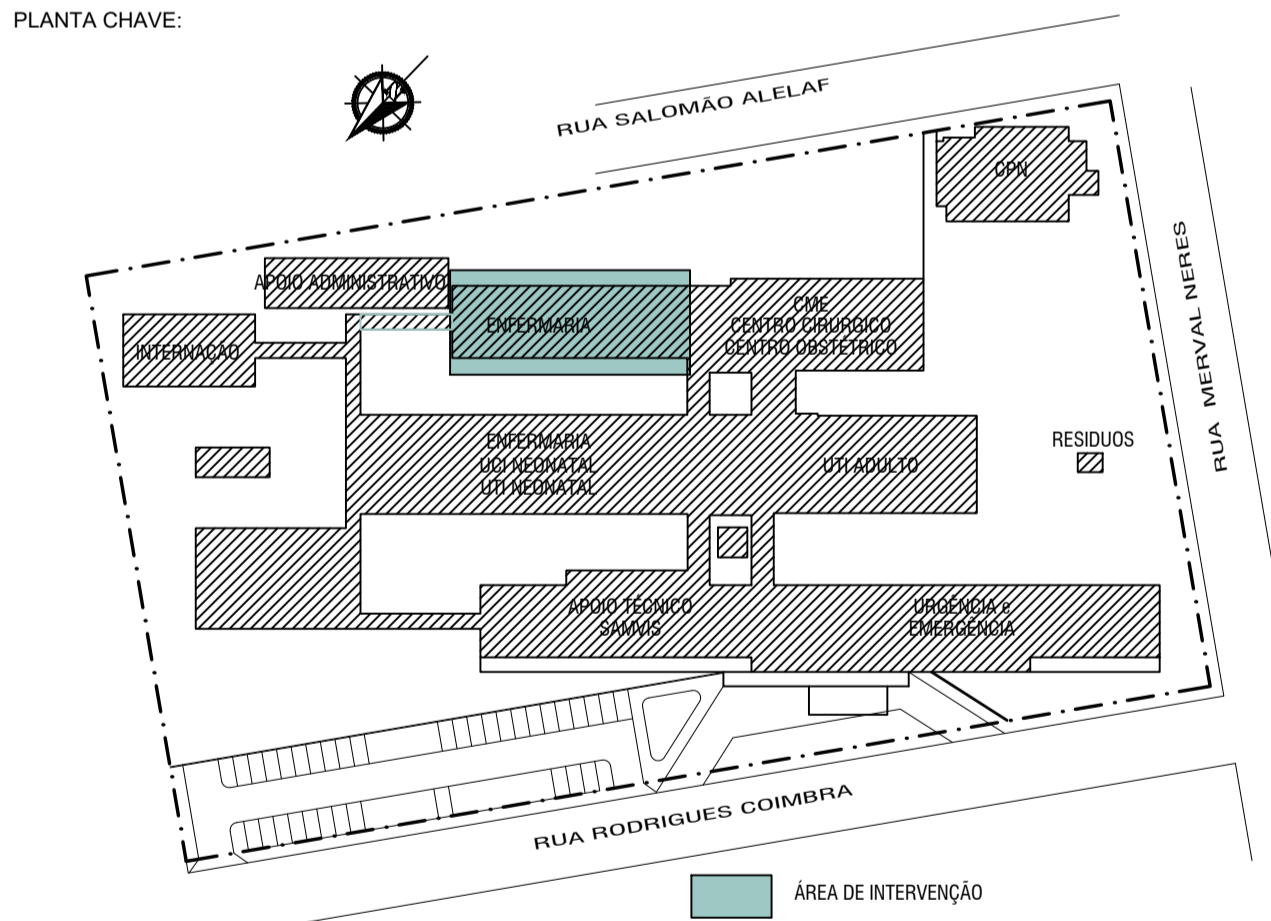 PLANTA CHAVE:
RUA SALOMÃO ALELAF
CPN
RUA MERVAL NERES
APOIO ADMINISTRATIVO
ENFERMARIA
CME
CENTRO CIRURGICO
CENTRO OBSTÉTRICO
INTERNAÇÃO
ENFERMARIA
UCI NEONATAL
UTI NEONATAL
UTI ADULTO
RESIDUOS
APOIO TÉCNICO
SAMVIS
URGÊNCIA e
EMERGÊNCIA
RUA RODRIGUES COIMBRA
ÁREA DE INTERVENÇÃO